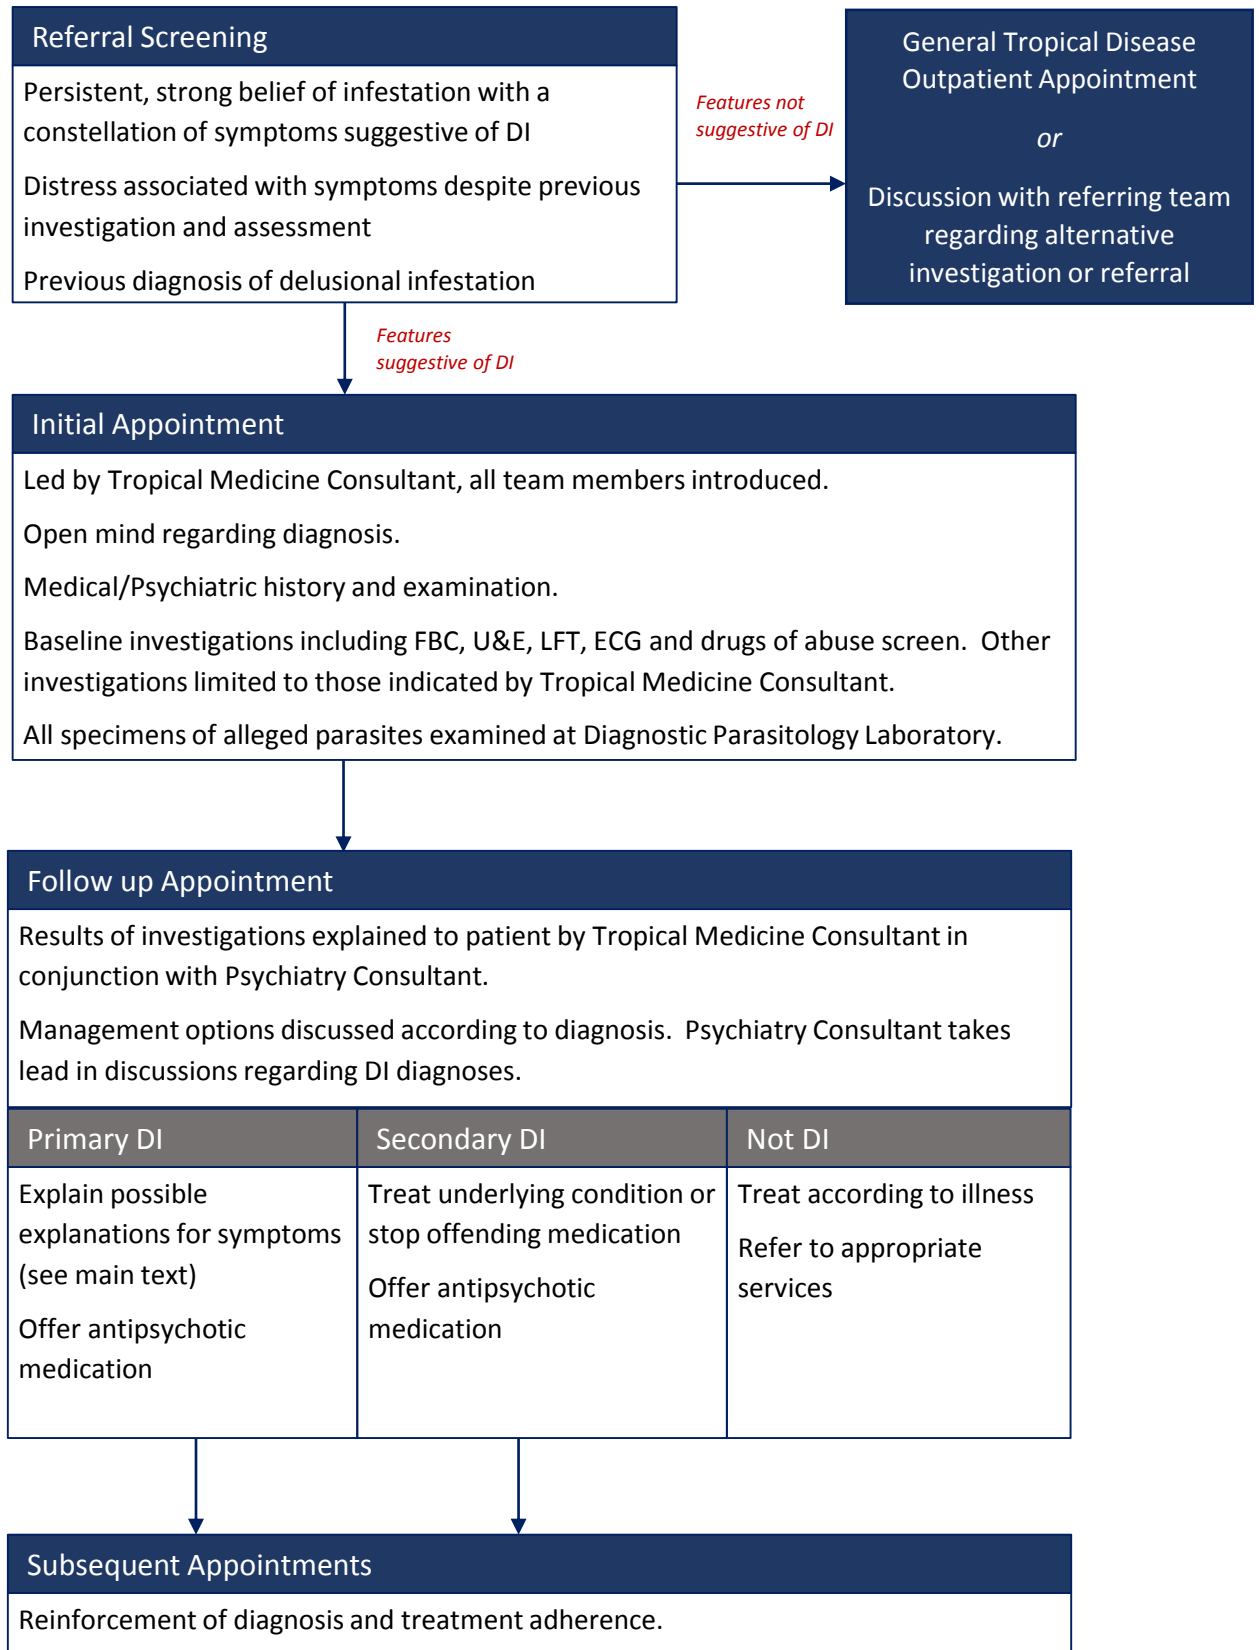 Referral Screening
Persistent, strong belief of infestation with a
constellation of symptoms suggestive of DI
Distress associated with symptoms despite previous
investigation and assessment
Previous diagnosis of delusional infestation
Features not
suggestive of DI
General Tropical Disease
Outpatient Appointment
or
Discussion with referring team
regarding alternative
investigation or referral
Features
suggestive of DI
Initial Appointment
Led by Tropical Medicine Consultant, all team members introduced.
Open mind regarding diagnosis.
Medical/Psychiatric history and examination.
Baseline investigations including FBC, U&E, LFT, ECG and drugs of abuse screen.  Other
investigations limited to those indicated by Tropical Medicine Consultant.
All specimens of alleged parasites examined at Diagnostic Parasitology Laboratory.
Follow up Appointment
Results of investigations explained to patient by Tropical Medicine Consultant in
conjunction with Psychiatry Consultant.
Management options discussed according to diagnosis.  Psychiatry Consultant takes
lead in discussions regarding DI diagnoses.
Primary DI
Explain possible
explanations for symptoms
(see main text)
Offer antipsychotic
medication
Secondary DI
Treat underlying condition or
stop offending medication
Offer antipsychotic
medication
Not DI
Treat according to illness
Refer to appropriate
services
Subsequent Appointments
Reinforcement of diagnosis and treatment adherence.